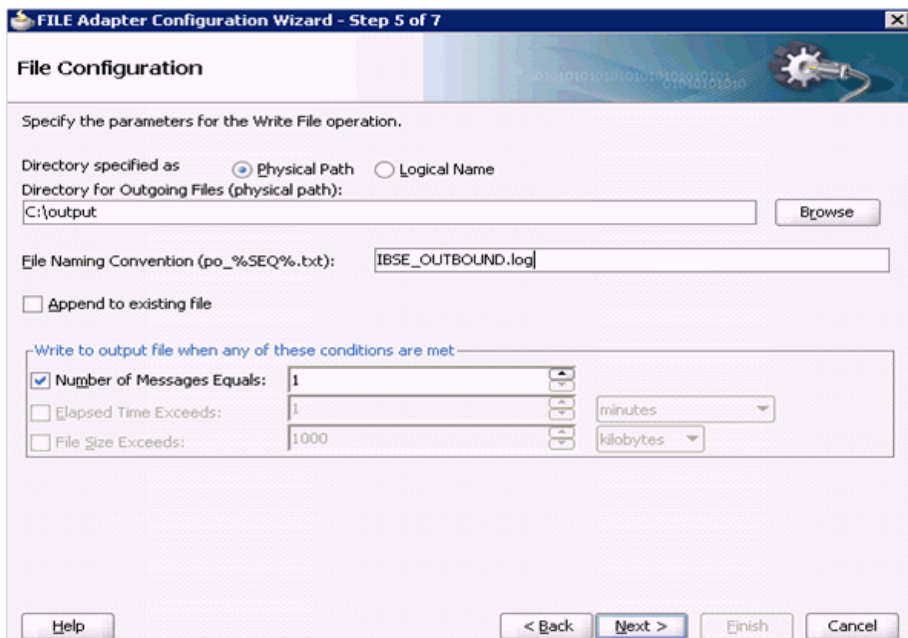 FILE Adapter Configuration Wizard - Step 5 of 7
File Configuration
Specify the parameters for the Write File operation.
Directory specified as Physical Path Logical Name
Directory for Outgoing Files (physical path):
C:\output Browse
File Naming Convention (po_%SEQ%.txt): IBSE_OUTBOUND.log
Append to existing file
Write to output file when any of these conditions are met
Number of Messages Equals: 1
Elapsed Time Exceeds: 1 minutes
File Size Exceeds: 1000 kilobytes
Help < Back Next > Finish Cancel